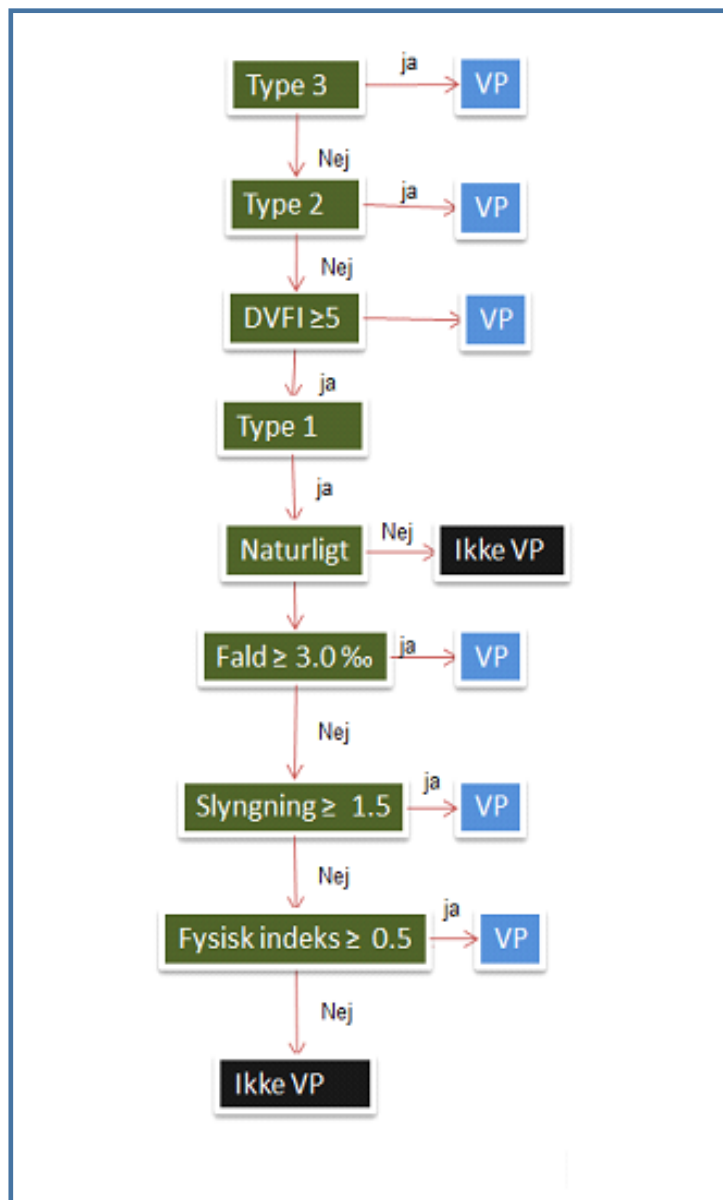 Type 3
ja
VP
Nej
Type 2
ja
VP
Nej
DVFI ≥5
VP
ja
Type 1
ja
Naturligt
Nej
Ikke VP
Fald ≥ 3.0 ‰
ja
VP
Nej
Slyngning ≥ 1.5
ja
VP
Nej
Fysisk indeks ≥ 0.5
ja
VP
Nej
Ikke VP